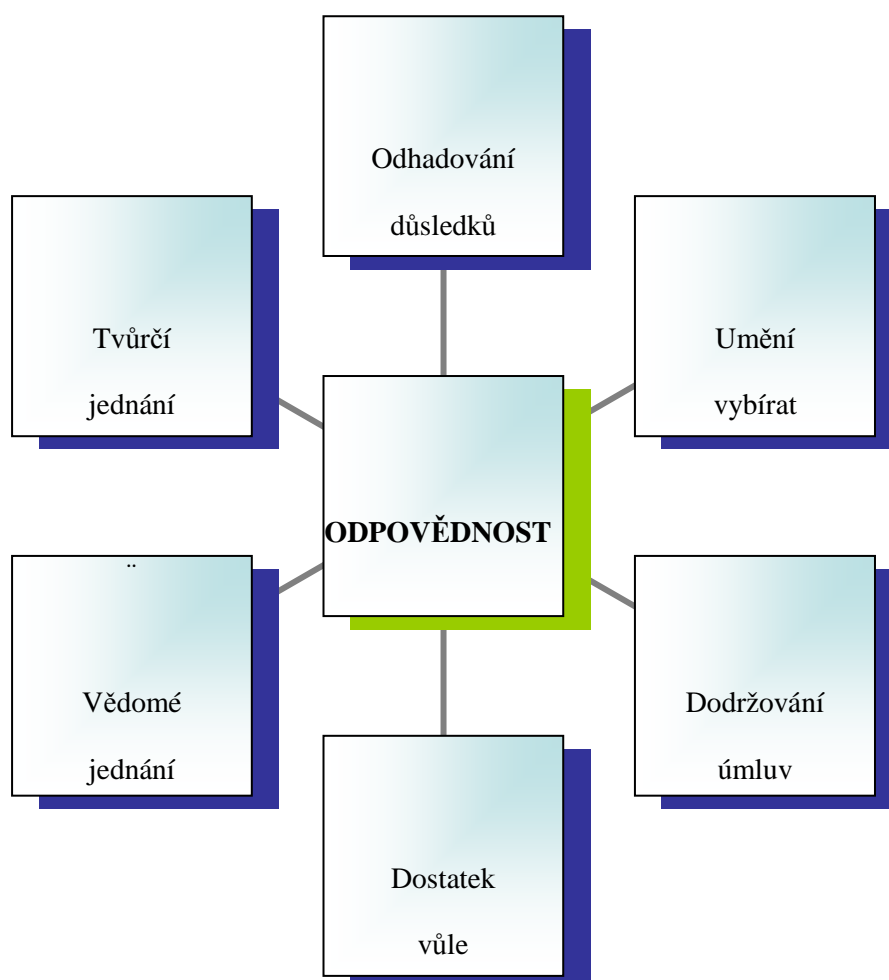 Odhadování
důsledků
Tvůrčí
jednání
Umění
vybírat
ODPOVĚDNOST
..
Vědomé
jednání
Dodržování
úmluv
Dostatek
vůle